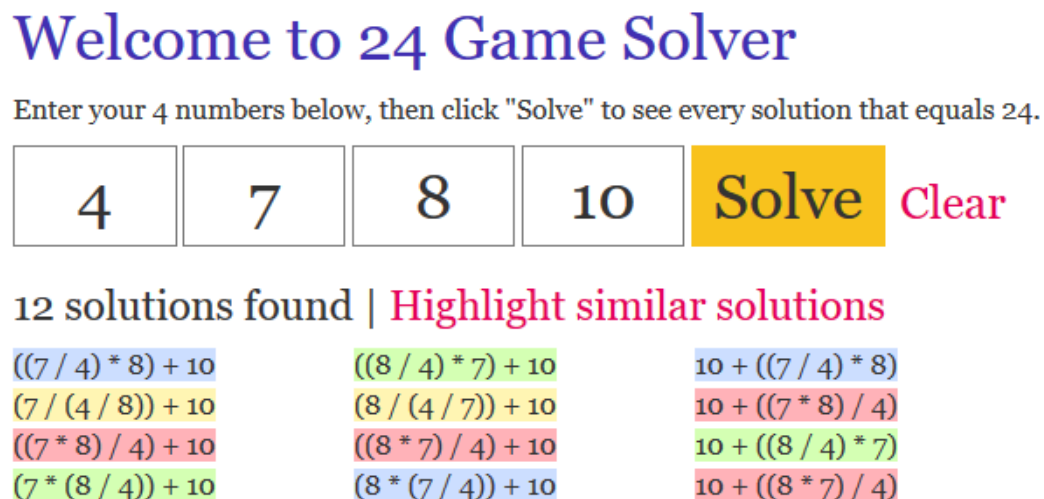 Welcome to 24 Game Solver
Enter your 4 numbers below, then click "Solve" to see every solution that equals 24.
4 7 8 10 Solve Clear
12 solutions found | Highlight similar solutions
((7 / 4) * 8) + 10 ((8 / 4) * 7) + 10 10 + ((7 / 4) * 8)
(7 / (4 / 8)) + 10 (8 / (4 / 7)) + 10 10 + ((7 * 8) / 4)
((7 * 8) / 4) + 10 ((8 * 7) / 4) + 10 10 + ((8 / 4) * 7)
(7 * (8 / 4)) + 10 (8 * (7 / 4)) + 10 10 + ((8 * 7) / 4)